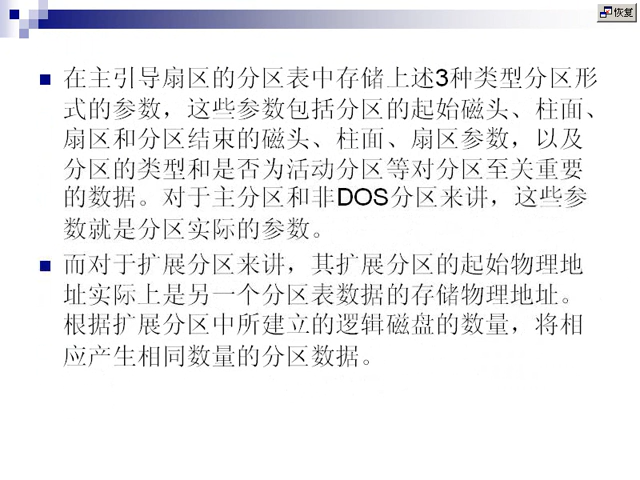 恢复
在主引导扇区的分区表中存储上述3种类型分区形
式的参数，这些参数包括分区的起始磁头、柱面、
扇区和分区结束的磁头、柱面、扇区参数，以及
分区的类型和是否为活动分区等对分区至关重要
的数据。对于主分区和非DOS分区来讲，这些参
数就是分区实际的参数。
而对于扩展分区来讲，其扩展分区的起始物理地
址实际上是另一个分区表数据的存储物理地址。
根据扩展分区中所建立的逻辑磁盘的数量，将相
应产生相同数量的分区数据。